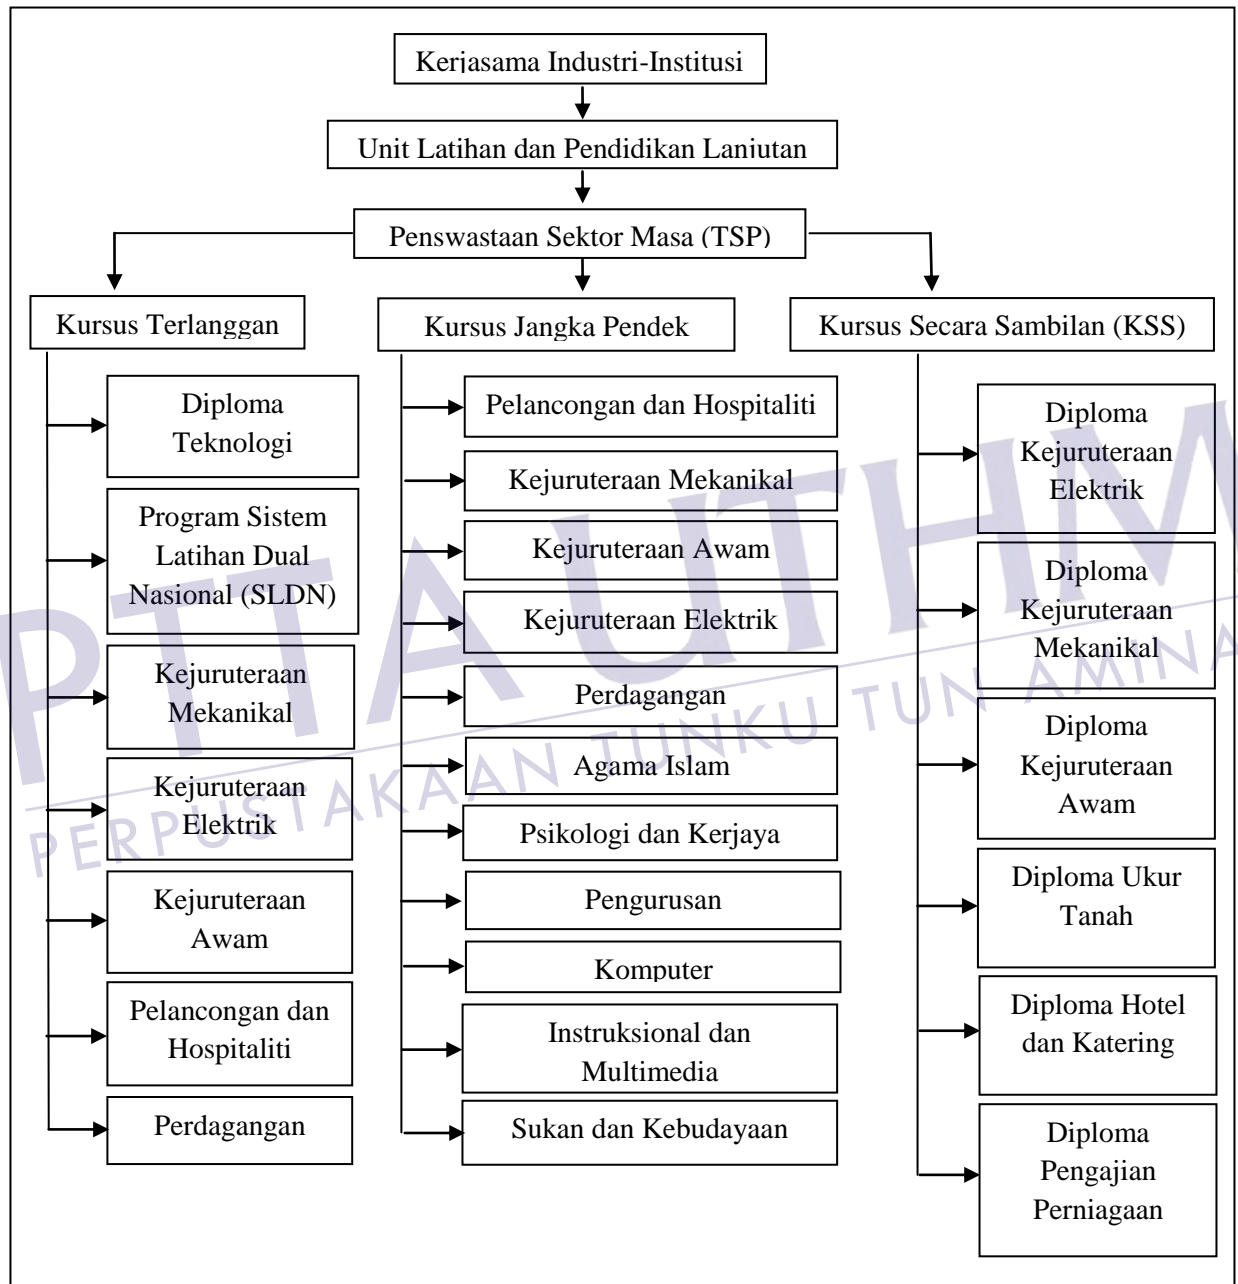 Kerjasama Industri-Institusi
Unit Latihan dan Pendidikan Lanjutan
Penswastaan Sektor Masa (TSP)
Kursus Terlanggan
Diploma
Teknologi
Program Sistem
Latihan Dual
Nasional (SLDN)
Kejuruteraan
Mekanikal
Kejuruteraan
Elektrik
Kejuruteraan
Awam
Pelancongan dan
Hospitaliti
Perdagangan
Kursus Jangka Pendek
Pelancongan dan Hospitaliti
Kejuruteraan Mekanikal
Kejuruteraan Awam
Kejuruteraan Elektrik
Perdagangan
Agama Islam
Psikologi dan Kerjaya
Pengurusan
Komputer
Instruksional dan
Multimedia
Sukan dan Kebudayaan
Kursus Secara Sambilan (KSS)
Diploma
Kejuruteraan
Elektrik
Diploma
Kejuruteraan
Mekanikal
Diploma
Kejuruteraan
Awam
Diploma Ukur
Tanah
Diploma Hotel
dan Katering
Diploma
Pengajian
Perniagaan
PTTA UTHM
PERPUSTAKAAN TUNKU TUN AMINA